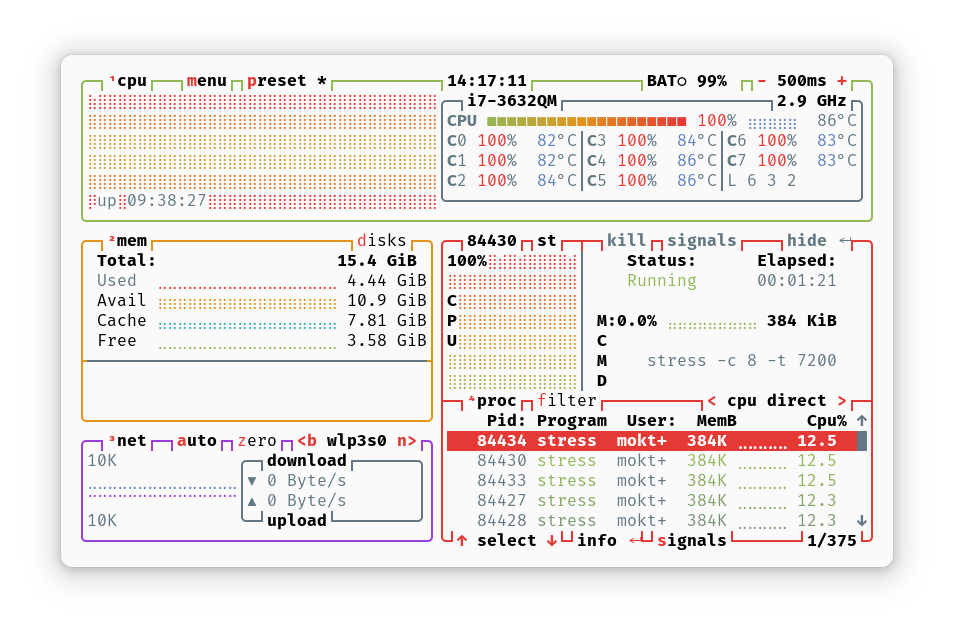 ¹cpu menu preset * 14:17:11 BAT○ 99% - 500ms +
i7-3632QM 2.9 GHz
CPU 100% 86°C
C0 100% 82°C C3 100% 84°C C6 100% 83°C
C1 100% 82°C C4 100% 86°C C7 100% 83°C
C2 100% 84°C C5 100% 86°C L 6 3 2
up 09:38:27
²mem disks
Total: 15.4 GiB
Used 4.44 GiB
Avail 10.9 GiB
Cache 7.81 GiB
Free 3.58 GiB
³net auto zero <b wlp3s0 n>
10K
download
▼ 0 Byte/s
▲ 0 Byte/s
10K
upload
84430 st kill signals hide ↵
100% Status: Elapsed:
Running 00:01:21
C
P M:0.0% 384 KiB
U C
M stress -c 8 -t 7200
D
⁴proc filter < cpu direct >
Pid: Program User: MemB Cpu% ↑
84434 stress mokt+ 384K 12.5
84430 stress mokt+ 384K 12.5
84433 stress mokt+ 384K 12.5
84427 stress mokt+ 384K 12.3
84428 stress mokt+ 384K 12.3 ↓
↑ select ↓ info ↵ signals 1/375